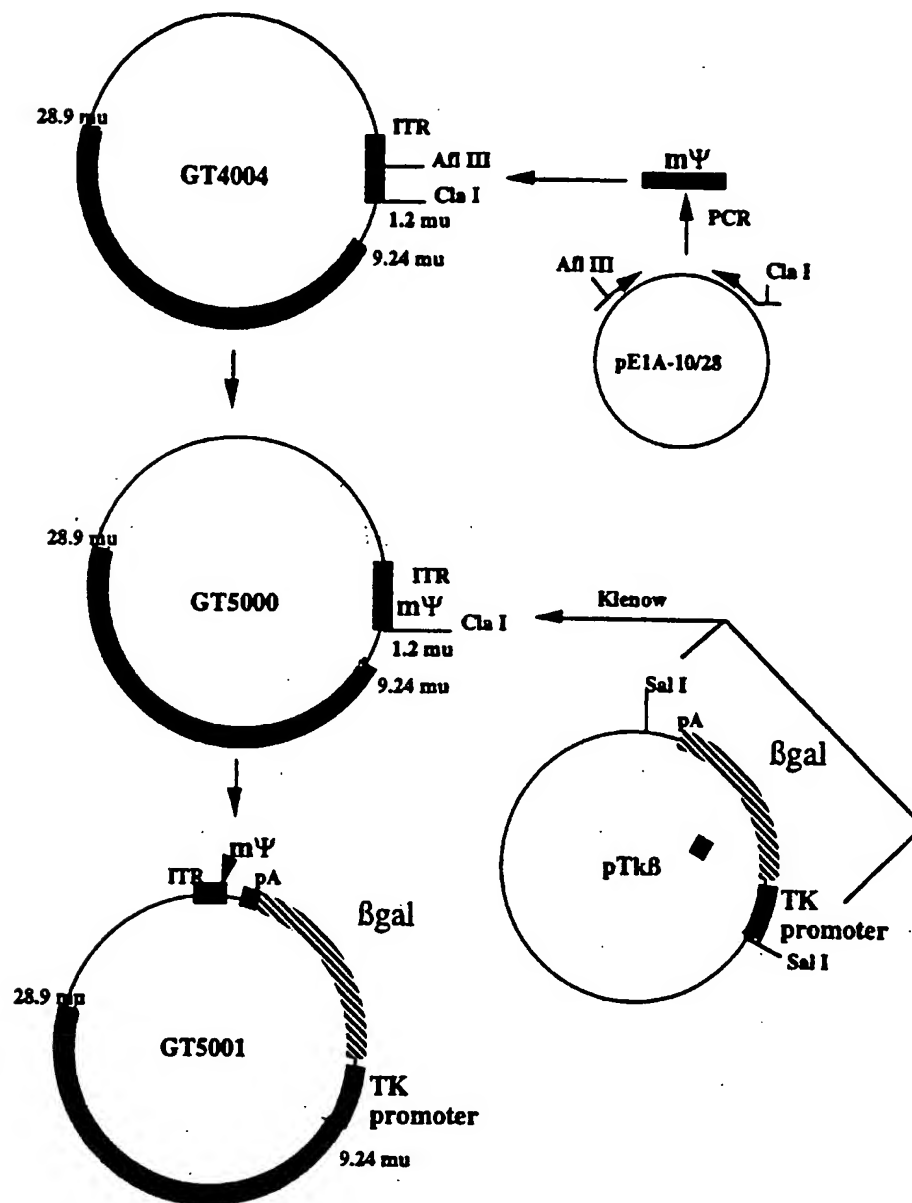 28.9 mu
ITR
GT4004
Afl III
Cla I
1.2 mu
9.24 mu
mΨ
PCR
Afl III
Cla I
pE1A-10/28
28.9 mu
ITR
GT5000
mΨ
Cla I
1.2 mu
9.24 mu
Klenow
Sal I
pA
ßgal
pTkß
TK
promoter
Sal I
mΨ
ITR
pA
ßgal
28.9 mu
GT5001
TK
promoter
9.24 mu